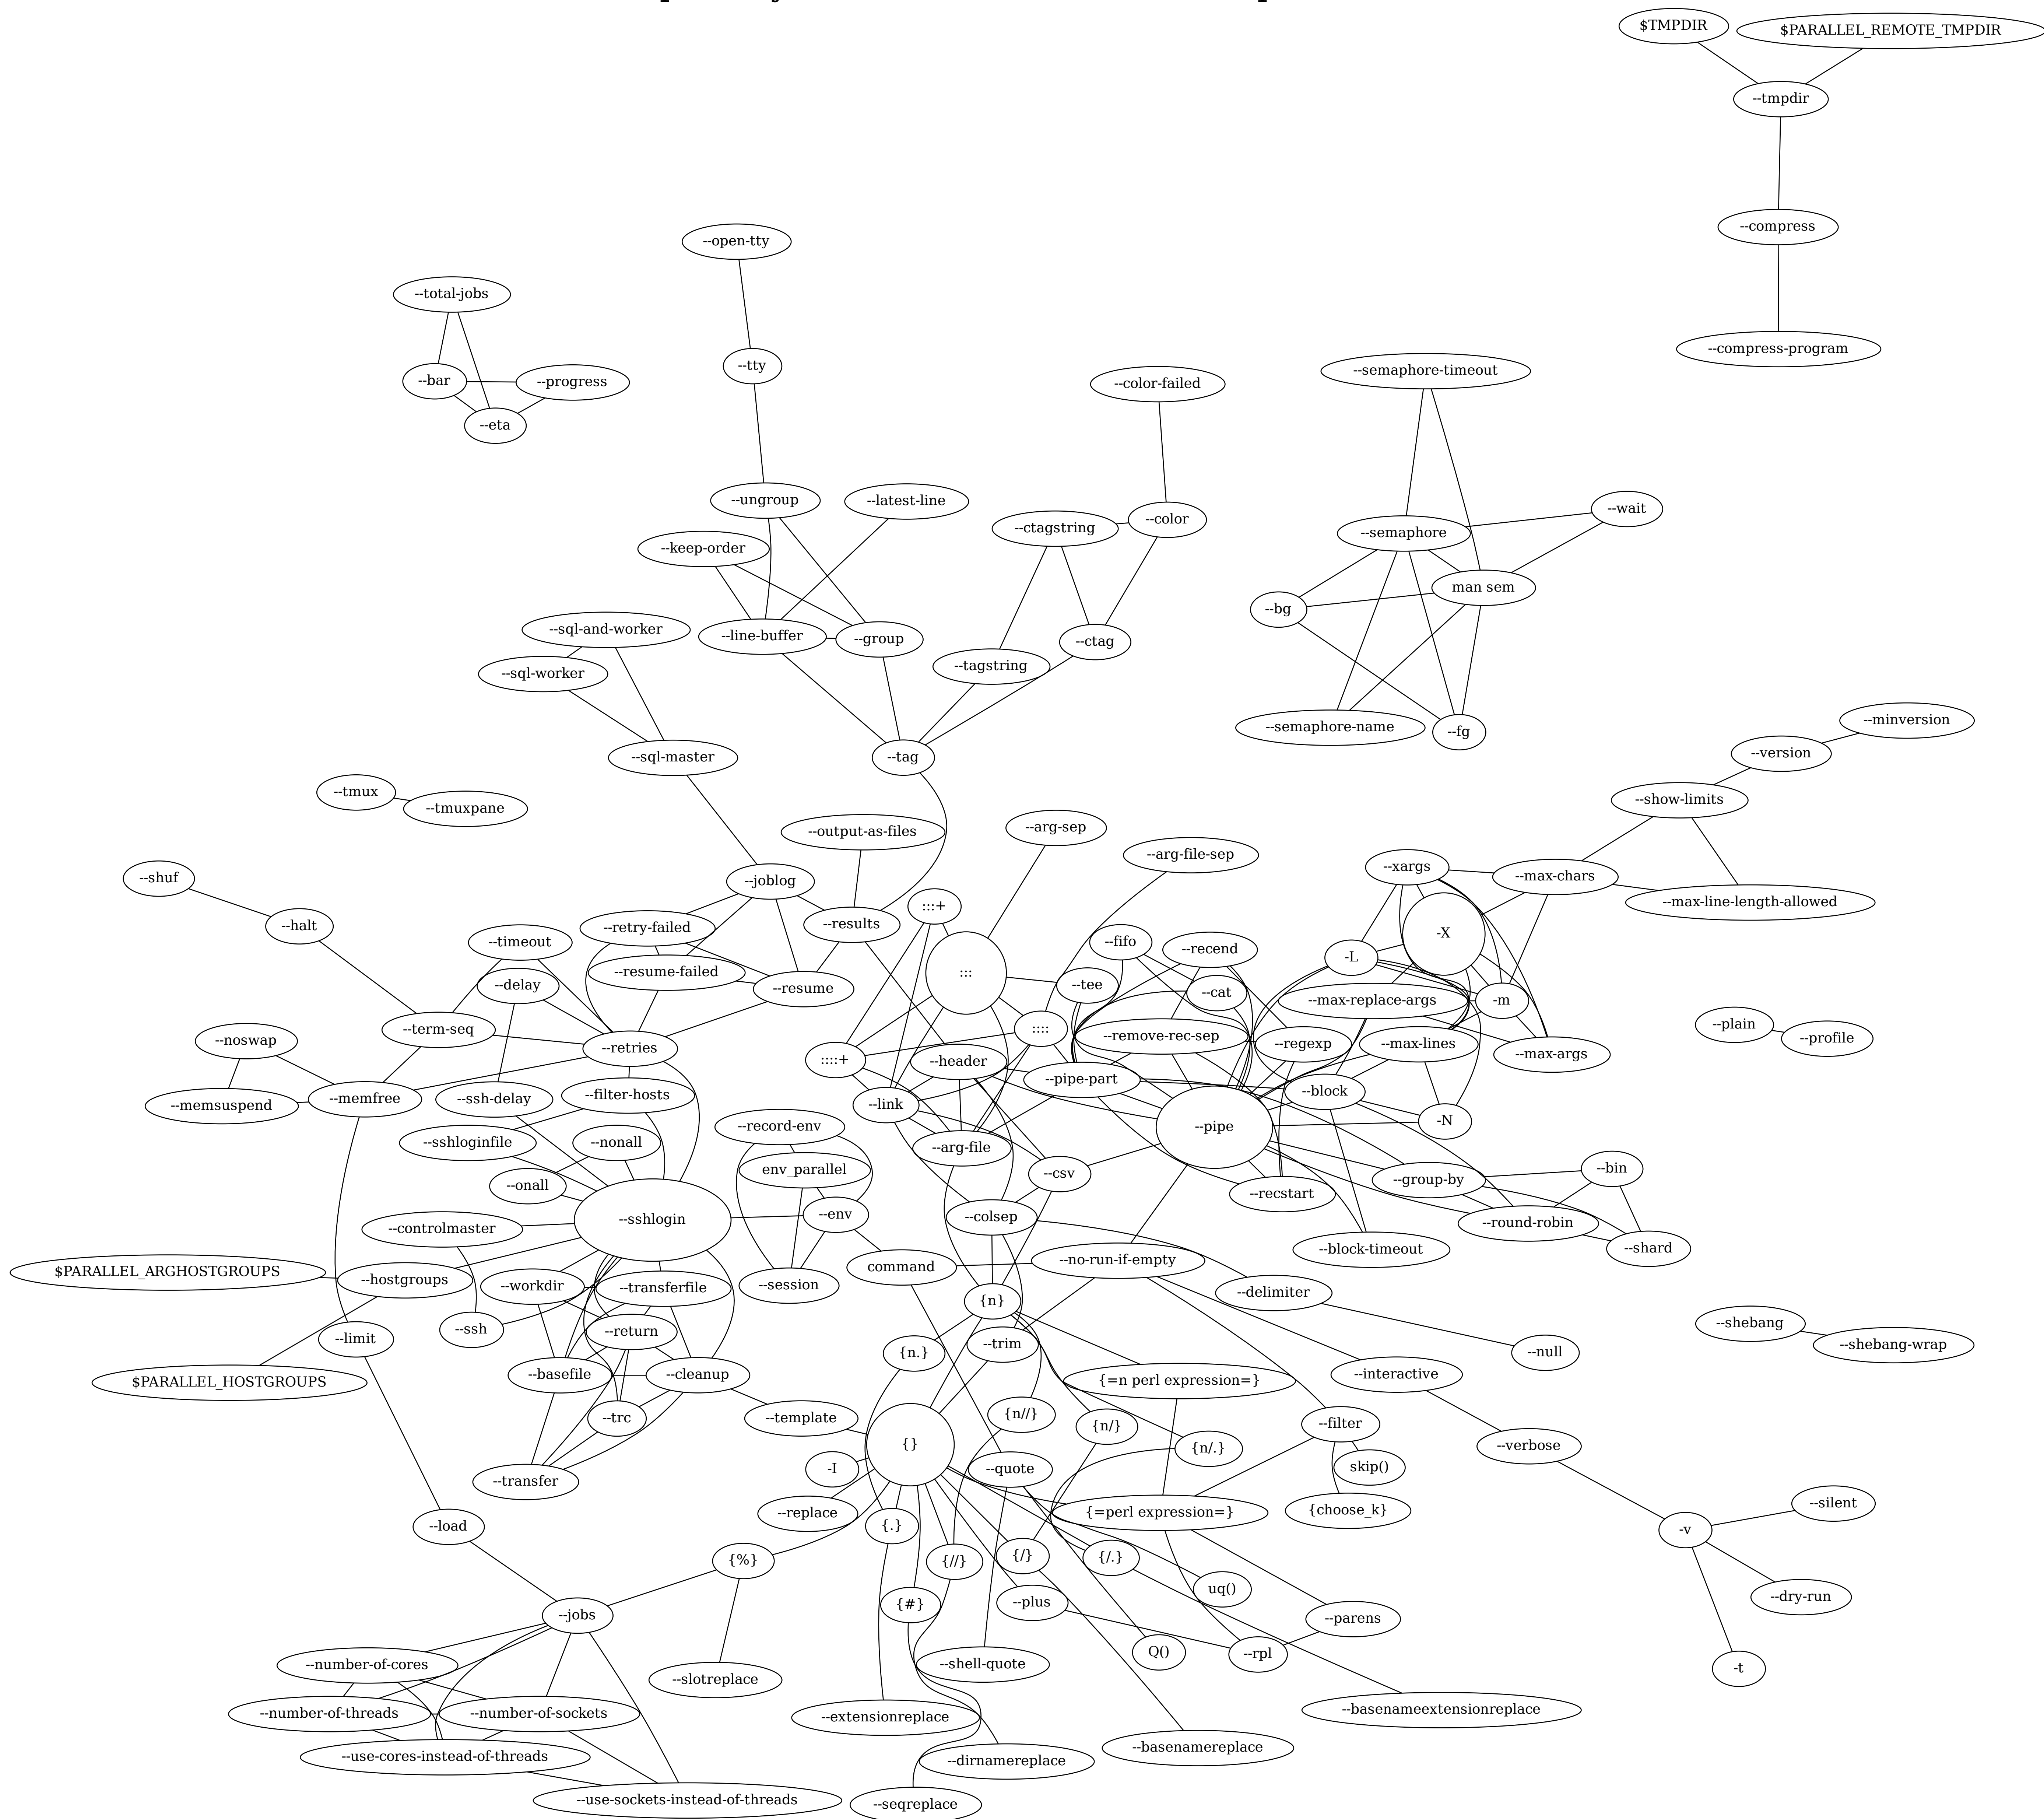 $TMPDIR
$PARALLEL_REMOTE_TMPDIR
--tmpdir
--compress
--open-tty
--total-jobs
--compress-program
--tty
--semaphore-timeout
--bar
--progress
--color-failed
--eta
--ungroup
--latest-line
--wait
--color
--ctagstring
--semaphore
--keep-order
man sem
--bg
--sql-and-worker
--line-buffer
--group
--ctag
--tagstring
--sql-worker
--minversion
--semaphore-name
--fg
--version
--sql-master
--tag
--tmux
--show-limits
--tmuxpane
--output-as-files
--arg-sep
--arg-file-sep
--xargs
--shuf
--joblog
--max-chars
--max-line-length-allowed
:::+
--halt
--results
--retry-failed
-X
--timeout
--fifo
--recend
-L
:::
--resume-failed
--delay
--tee
--resume
--cat
--max-replace-args
-m
--plain
--term-seq
::::
--remove-rec-sep
--profile
--noswap
--regexp
--max-lines
--retries
--max-args
::::+
--header
--pipe-part
--block
--filter-hosts
--memfree
--ssh-delay
--link
--memsuspend
-N
--record-env
--pipe
--sshloginfile
--nonall
--arg-file
--bin
env_parallel
--csv
--group-by
--onall
--recstart
--env
--colsep
--sshlogin
--round-robin
--controlmaster
--shard
--block-timeout
--no-run-if-empty
command
$PARALLEL_ARGHOSTGROUPS
--hostgroups
--workdir
--transferfile
--session
--delimiter
{n}
--shebang
--ssh
--return
--limit
--trim
--shebang-wrap
{n.}
--null
--basefile
--cleanup
--interactive
{=n perl expression=}
$PARALLEL_HOSTGROUPS
{n//}
--trc
--template
--filter
{n/}
{}
--verbose
{n/.}
-I
--quote
skip()
--transfer
--silent
--replace
{choose_k}
{=perl expression=}
{.}
--load
-v
{/}
{/.}
{%}
{//}
uq()
--dry-run
--plus
{#}
--jobs
--parens
Q()
--rpl
--number-of-cores
--shell-quote
-t
--slotreplace
--basenameextensionreplace
--number-of-threads
--number-of-sockets
--extensionreplace
--basenamereplace
--use-cores-instead-of-threads
--dirnamereplace
--use-sockets-instead-of-threads
--seqreplace